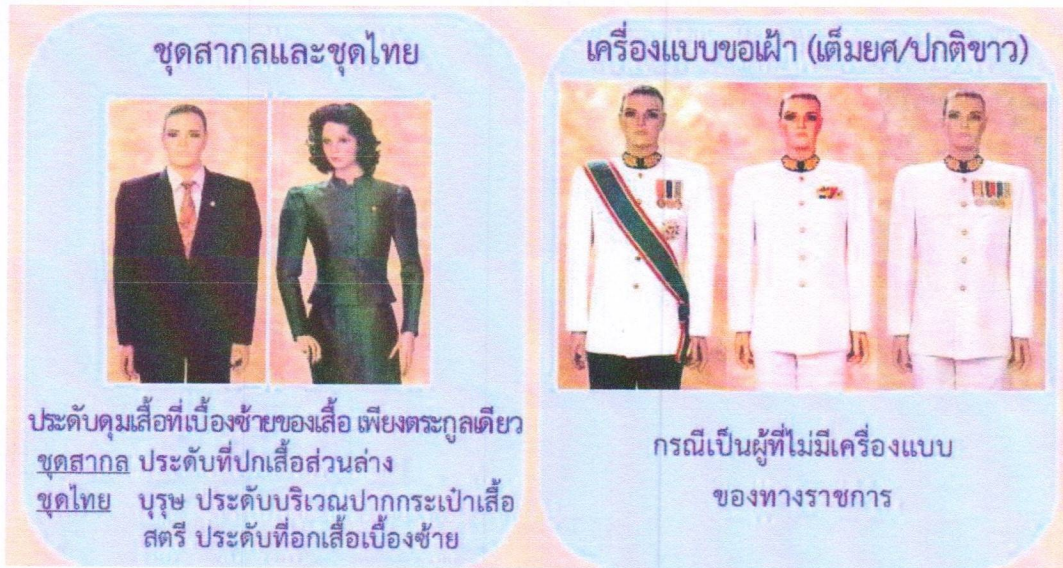 ชุดสากลและชุดไทย
ประดับดุมเสื้อที่เบื้องซ้ายของเสื้อ เพียงตระกูลเดียว
ชุดสากล ประดับที่ปกเสื้อส่วนล่าง
ชุดไทย บุรุษ ประดับบริเวณปากกระเป๋าเสื้อ
สตรี ประดับที่อกเสื้อเบื้องซ้าย
เครื่องแบบขอเฝ้า (เต็มยศ/ปกติขาว)
กรณีเป็นผู้ที่ไม่มีเครื่องแบบ
ของทางราชการ